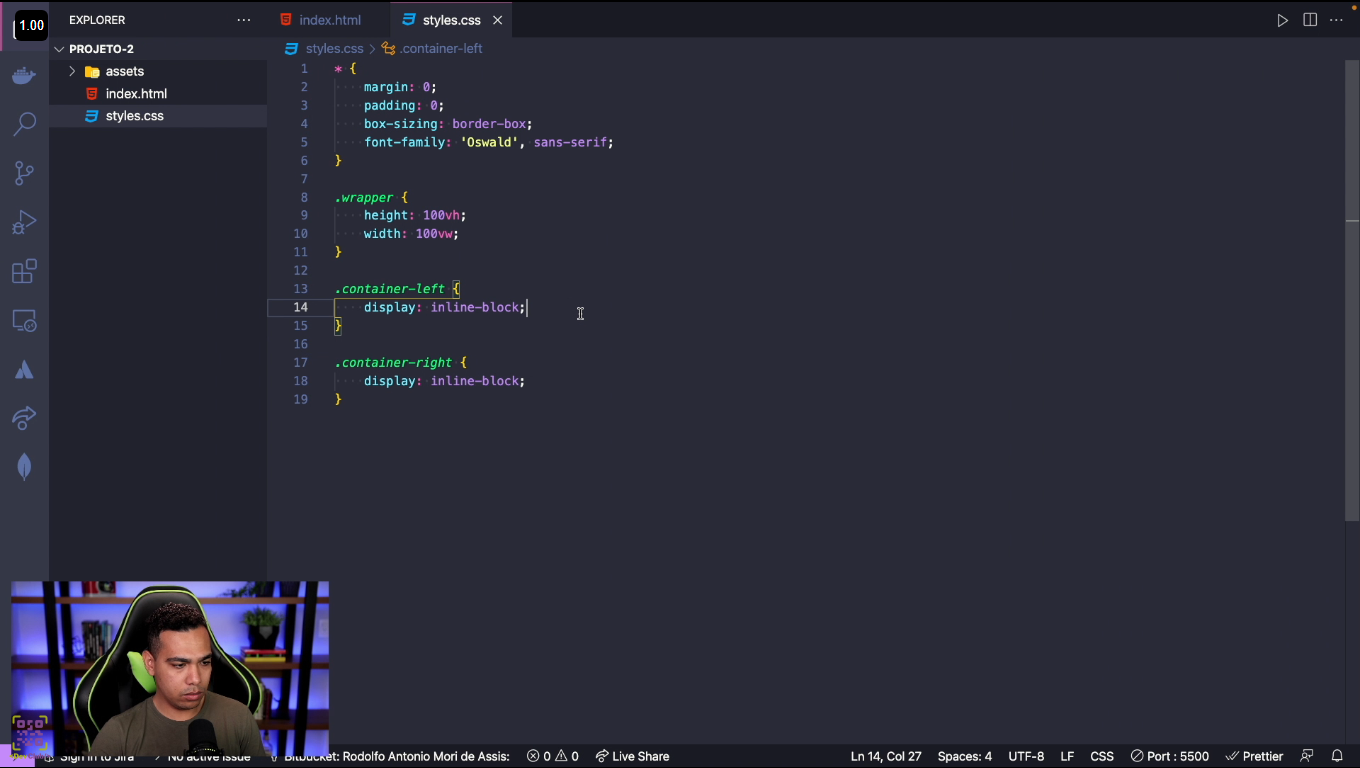 1.00
EXPLORER
index.html
styles.css
PROJETO-2
styles.css > .container-left
assets
index.html
styles.css
1 * {
2 margin: 0;
3 padding: 0;
4 box-sizing: border-box;
5 font-family: 'Oswald', sans-serif;
6 }
7
8 .wrapper {
9 height: 100vh;
10 width: 100vw;
11 }
12
13 .container-left {
14 display: inline-block;
15 }
16
17 .container-right {
18 display: inline-block;
19 }
Sign in to Jira
No active issue
Bitbucket: Rodolfo Antonio Mori de Assis:
0 0
Live Share
Ln 14, Col 27
Spaces: 4
UTF-8
LF
CSS
Port : 5500
Prettier